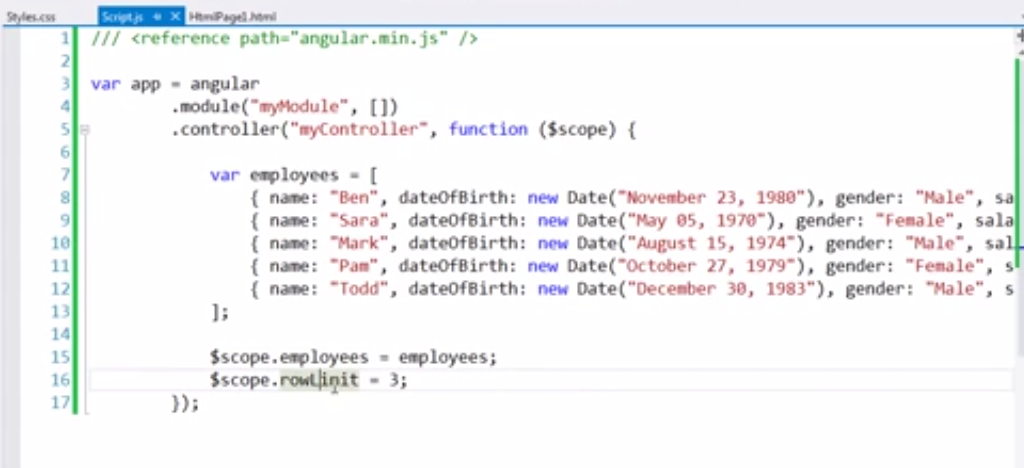 Styles.css Script.js HtmlPage1.html
1 /// <reference path="angular.min.js" />
2
3 var app = angular
4 .module("myModule", [])
5 .controller("myController", function ($scope) {
6
7 var employees = [
8 { name: "Ben", dateOfBirth: new Date("November 23, 1980"), gender: "Male", sa
9 { name: "Sara", dateOfBirth: new Date("May 05, 1970"), gender: "Female", sala
10 { name: "Mark", dateOfBirth: new Date("August 15, 1974"), gender: "Male", sal
11 { name: "Pam", dateOfBirth: new Date("October 27, 1979"), gender: "Female", s
12 { name: "Todd", dateOfBirth: new Date("December 30, 1983"), gender: "Male", s
13 ];
14
15 $scope.employees = employees;
16 $scope.rowLinit = 3;
17 });